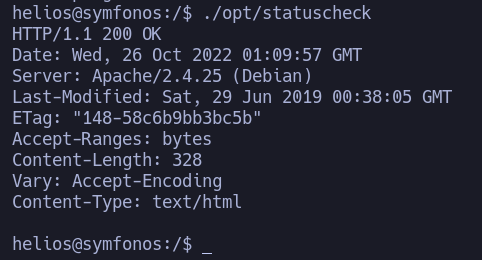 helios@symfonos:/$ ./opt/statuscheck
HTTP/1.1 200 OK
Date: Wed, 26 Oct 2022 01:09:57 GMT
Server: Apache/2.4.25 (Debian)
Last-Modified: Sat, 29 Jun 2019 00:38:05 GMT
ETag: "148-58c6b9bb3bc5b"
Accept-Ranges: bytes
Content-Length: 328
Vary: Accept-Encoding
Content-Type: text/html

helios@symfonos:/$ _